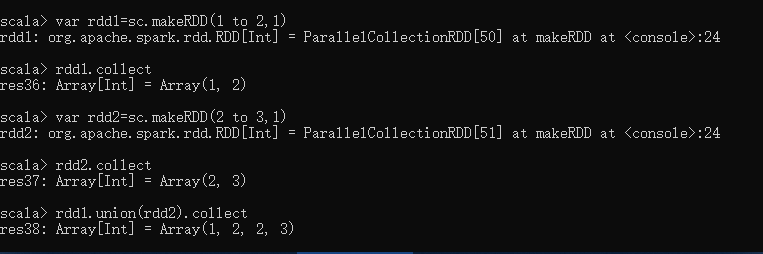 scala> var rdd1=sc.makeRDD(1 to 2,1)
rdd1: org.apache.spark.rdd.RDD[Int] = ParallelCollectionRDD[50] at makeRDD at <console>:24
scala> rdd1.collect
res36: Array[Int] = Array(1, 2)
scala> var rdd2=sc.makeRDD(2 to 3,1)
rdd2: org.apache.spark.rdd.RDD[Int] = ParallelCollectionRDD[51] at makeRDD at <console>:24
scala> rdd2.collect
res37: Array[Int] = Array(2, 3)
scala> rdd1.union(rdd2).collect
res38: Array[Int] = Array(1, 2, 2, 3)